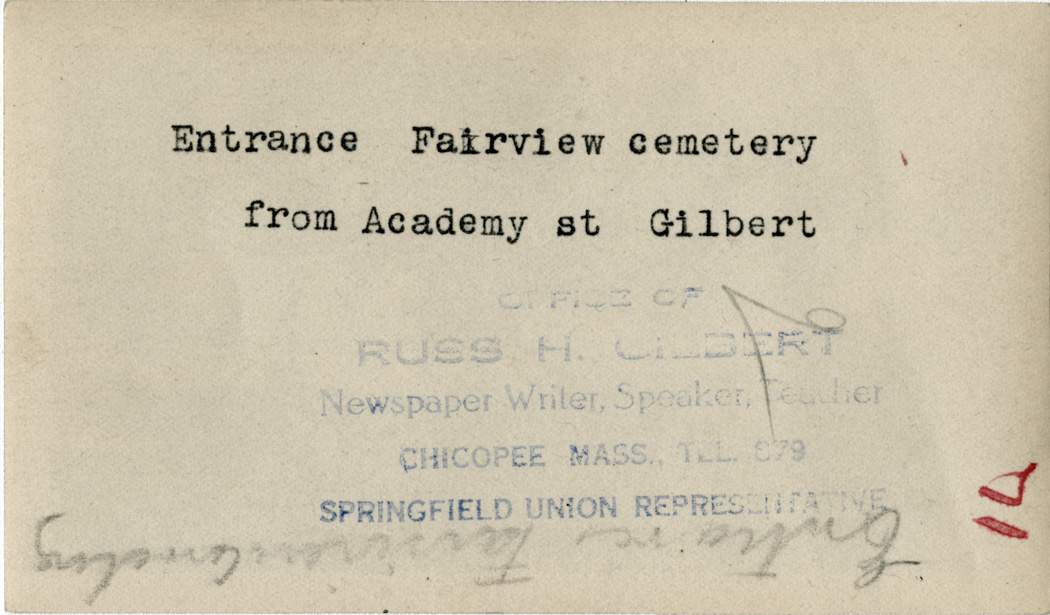 Entrance Fairview cemetery
from Academy st Gilbert
OFFICE OF
RUSS. H. GILBERT
Newspaper Writer, Speaker, Teacher
CHICOPEE MASS., TEL. 879
SPRINGFIELD UNION REPRESENTATIVE